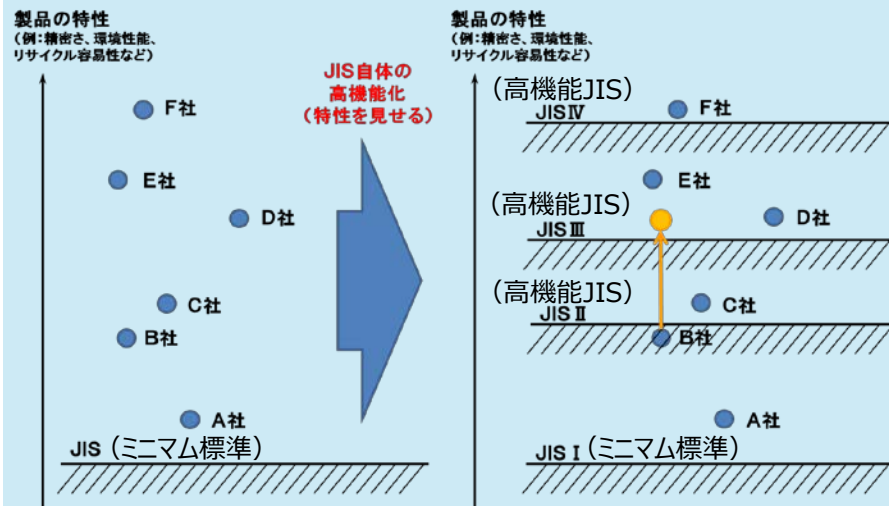 製品の特性
（例：精密さ、環境性能、
リサイクル容易性など）
F社
E社
D社
C社
B社
A社
JIS（ミニマム標準）
JIS自体の
高機能化
（特性を見せる）
製品の特性
（例：精密さ、環境性能、
リサイクル容易性など）
（高機能JIS）
JISⅣ
F社
E社
（高機能JIS）
D社
JISⅢ
（高機能JIS）
C社
JISⅡ
B社
A社
JISⅠ（ミニマム標準）